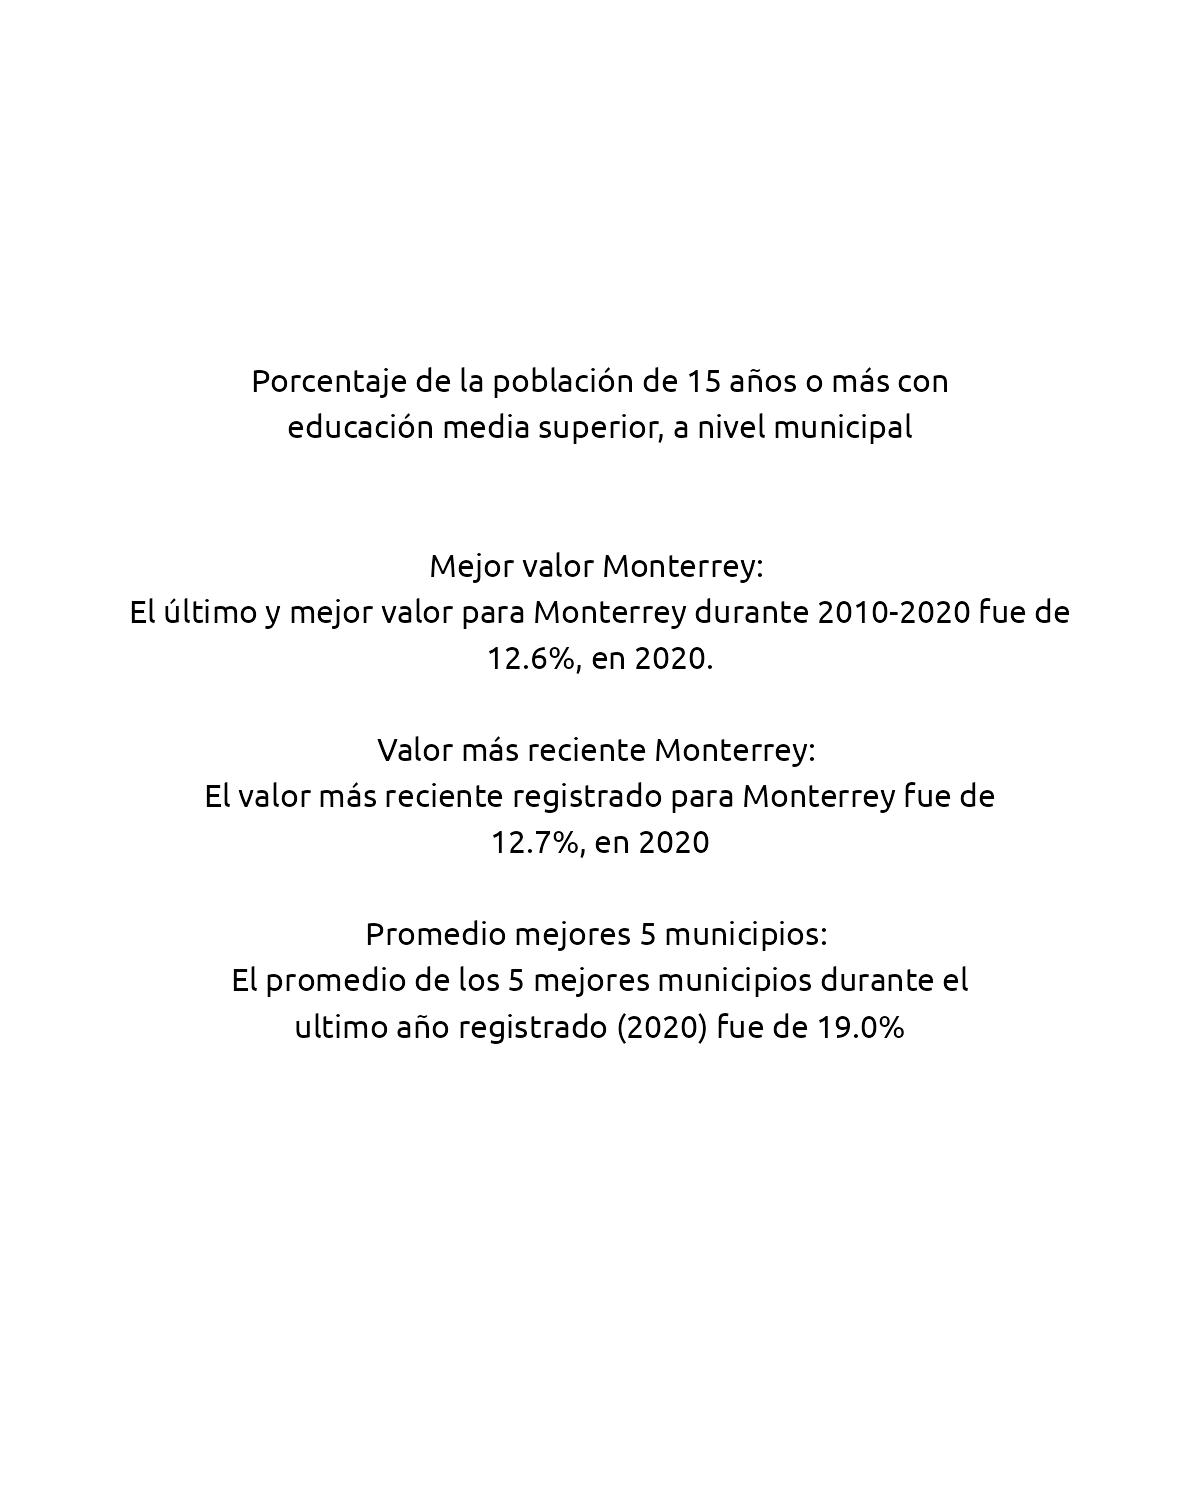 Porcentaje de la población de 15 años o más con
educación media superior, a nivel municipal
Mejor valor Monterrey:
El último y mejor valor para Monterrey durante 2010-2020 fue de
12.6%, en 2020.
Valor más reciente Monterrey:
El valor más reciente registrado para Monterrey fue de
12.7%, en 2020
Promedio mejores 5 municipios:
El promedio de los 5 mejores municipios durante el
ultimo año registrado (2020) fue de 19.0%